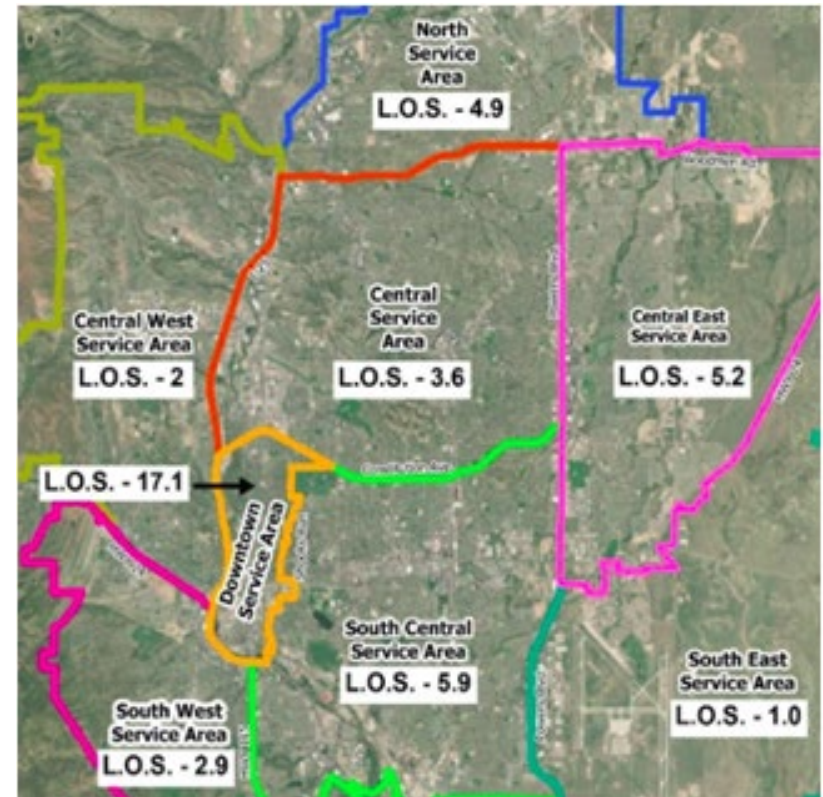 North
Service
Area
L.O.S. - 4.9
Central
Service
Area
L.O.S. - 3.6
Central West
Service Area
L.O.S. - 2
Central East
Service Area
L.O.S. - 5.2
L.O.S. - 17.1
Downtown
Service Area
South Central
Service Area
L.O.S. - 5.9
South East
Service Area
L.O.S. - 1.0
South West
Service Area
L.O.S. - 2.9